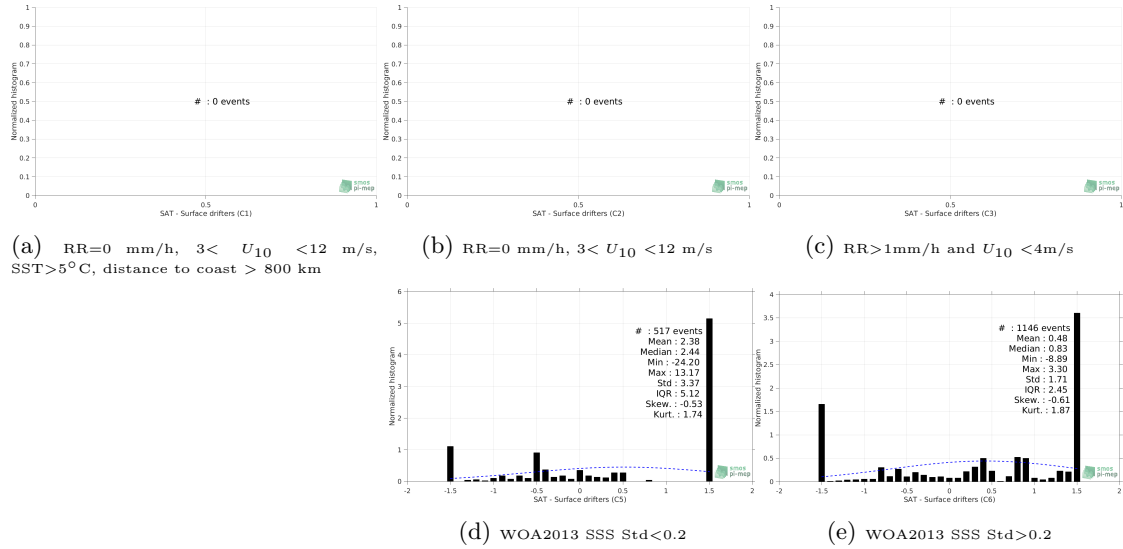 1
0.9
0.8
0.7
0.6
0.5
0.4
0.3
0.2
0.1
0
Normalized histogram
# : 0 events
smos
pi-mep
0 0.5 1
SAT - Surface drifters (C1)
(a) RR=0 mm/h, 3< U10 <12 m/s,
SST>5°C, distance to coast > 800 km
1
0.9
0.8
0.7
0.6
0.5
0.4
0.3
0.2
0.1
0
Normalized histogram
# : 0 events
smos
pi-mep
0 0.5 1
SAT - Surface drifters (C2)
(b) RR=0 mm/h, 3< U10 <12 m/s
1
0.9
0.8
0.7
0.6
0.5
0.4
0.3
0.2
0.1
0
Normalized histogram
# : 0 events
smos
pi-mep
0 0.5 1
SAT - Surface drifters (C3)
(c) RR>1mm/h and U10 <4m/s
6
5
4
3
2
1
0
Normalized histogram
# : 517 events
Mean : 2.38
Median : 2.44
Min : -24.20
Max : 13.17
Std : 3.37
IQR : 5.12
Skew. : -0.53
Kurt. : 1.74
smos
pi-mep
-2 -1.5 -1 -0.5 0 0.5 1 1.5 2
SAT - Surface drifters (C5)
(d) WOA2013 SSS Std<0.2
4
3.5
3
2.5
2
1.5
1
0.5
0
Normalized histogram
# : 1146 events
Mean : 0.48
Median : 0.83
Min : -8.89
Max : 3.30
Std : 1.71
IQR : 2.45
Skew. : -0.61
Kurt. : 1.87
smos
pi-mep
-2 -1.5 -1 -0.5 0 0.5 1 1.5 2
SAT - Surface drifters (C6)
(e) WOA2013 SSS Std>0.2